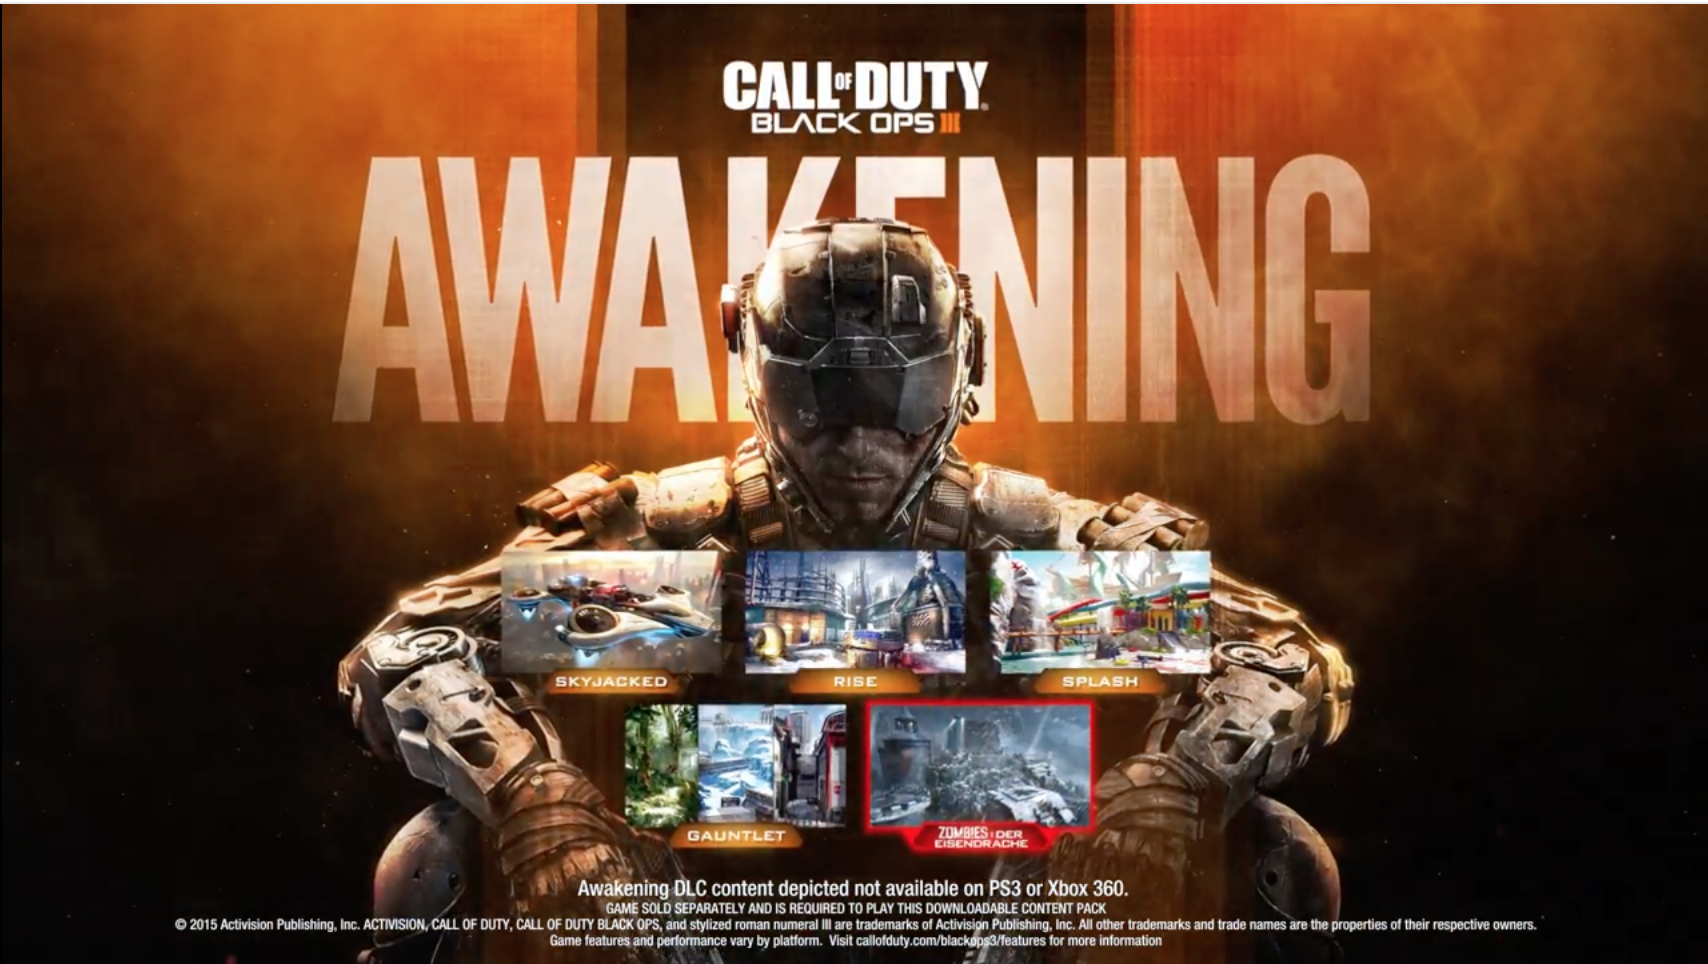 CALL OF DUTY®
BLACK OPS III
AWAKENING
SKYJACKED
RISE
SPLASH
GAUNTLET
ZOMBIES : DER
EISENDRACHE
Awakening DLC content depicted not available on PS3 or Xbox 360.
GAME SOLD SEPARATELY AND IS REQUIRED TO PLAY THIS DOWNLOADABLE CONTENT PACK
© 2015 Activision Publishing, Inc. ACTIVISION, CALL OF DUTY, CALL OF DUTY BLACK OPS, and stylized roman numeral III are trademarks of Activision Publishing, Inc. All other trademarks and trade names are the properties of their respective owners.
Game features and performance vary by platform. Visit callofduty.com/blackops3/features for more information